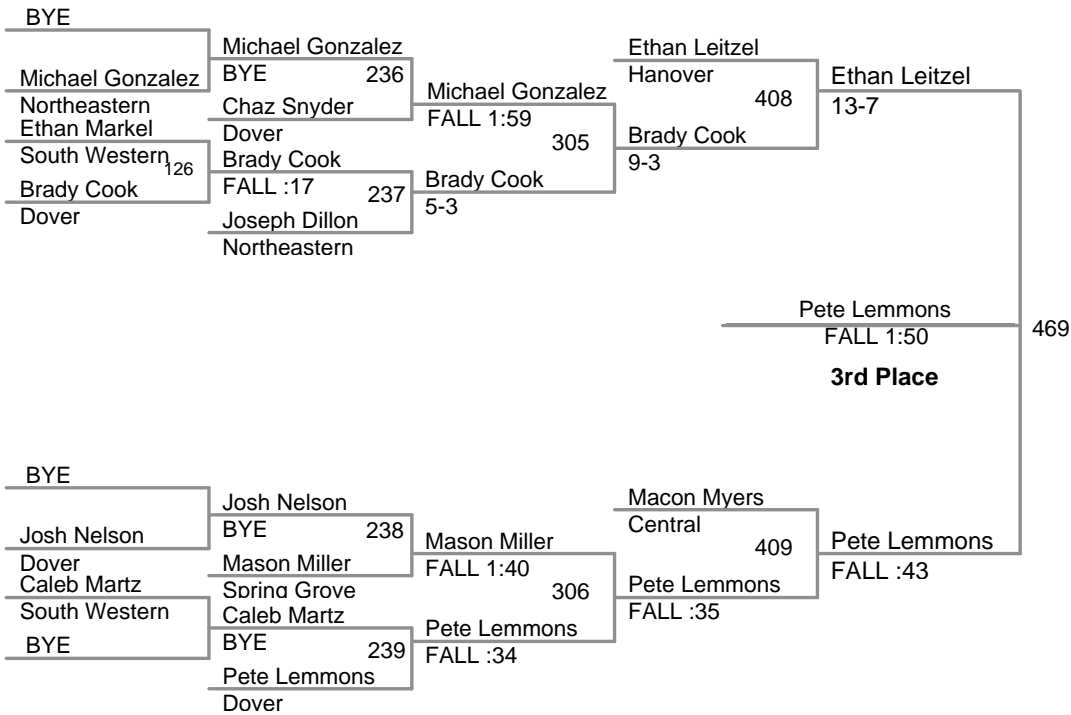 BYE
Michael Gonzalez
Northeastern
Ethan Markel
South Western
126
Brady Cook
Dover
Michael Gonzalez
BYE
236
Chaz Snyder
Dover
Brady Cook
FALL :17
237
Joseph Dillon
Northeastern
Michael Gonzalez
FALL 1:59
305
Brady Cook
5-3
Ethan Leitzel
Hanover
408
Brady Cook
9-3
Ethan Leitzel
13-7
Pete Lemmons
FALL 1:50
469
3rd Place
BYE
Josh Nelson
Dover
Caleb Martz
South Western
BYE
Josh Nelson
BYE
238
Mason Miller
Spring Grove
Caleb Martz
BYE
239
Pete Lemmons
Dover
Mason Miller
FALL 1:40
306
Pete Lemmons
FALL :34
Macon Myers
Central
409
Pete Lemmons
FALL :35
Pete Lemmons
FALL :43